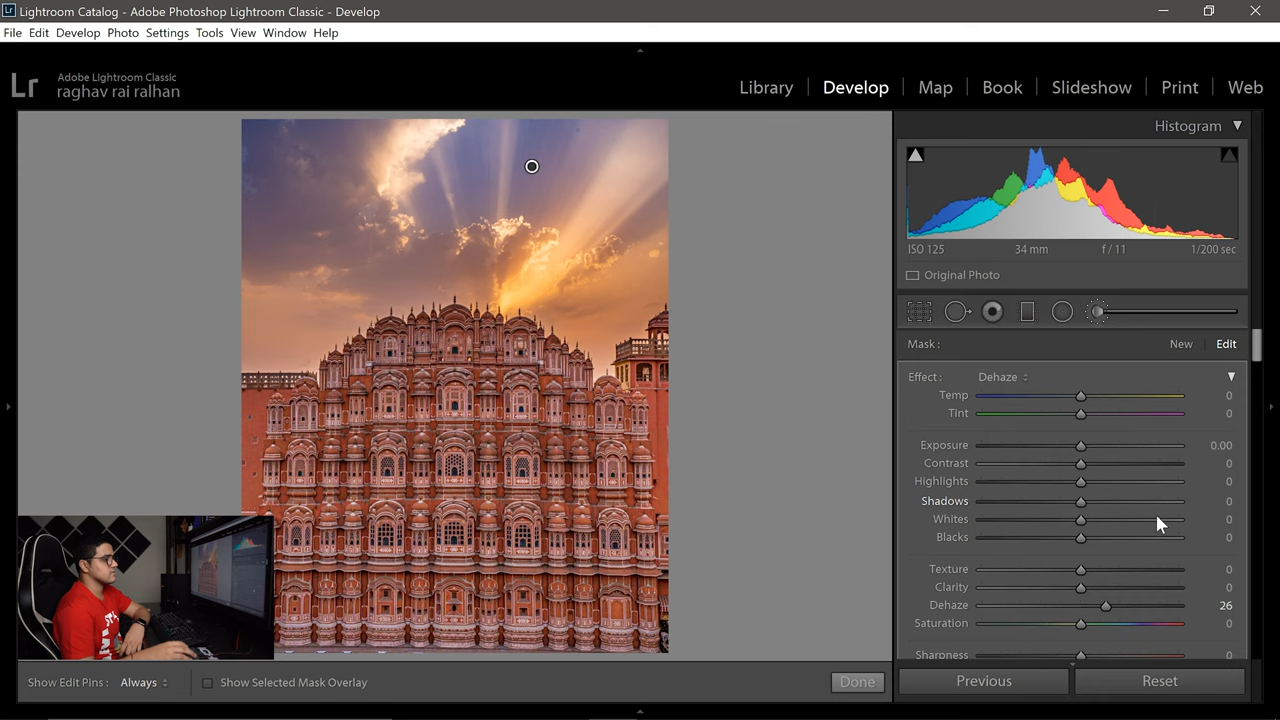 Lr Lightroom Catalog - Adobe Photoshop Lightroom Classic - Develop
File Edit Develop Photo Settings Tools View Window Help
Lr
Adobe Lightroom Classic
raghav rai ralhan
Library Develop Map Book Slideshow Print Web
Histogram
ISO 125 34 mm f / 11 1/200 sec
Original Photo
Mask : New Edit
Effect : Dehaze
Temp 0
Tint 0
Exposure 0.00
Contrast 0
Highlights 0
Shadows 0
Whites 0
Blacks 0
Texture 0
Clarity 0
Dehaze 26
Saturation 0
Sharpness 0
Show Edit Pins : Always Show Selected Mask Overlay Done
Previous Reset